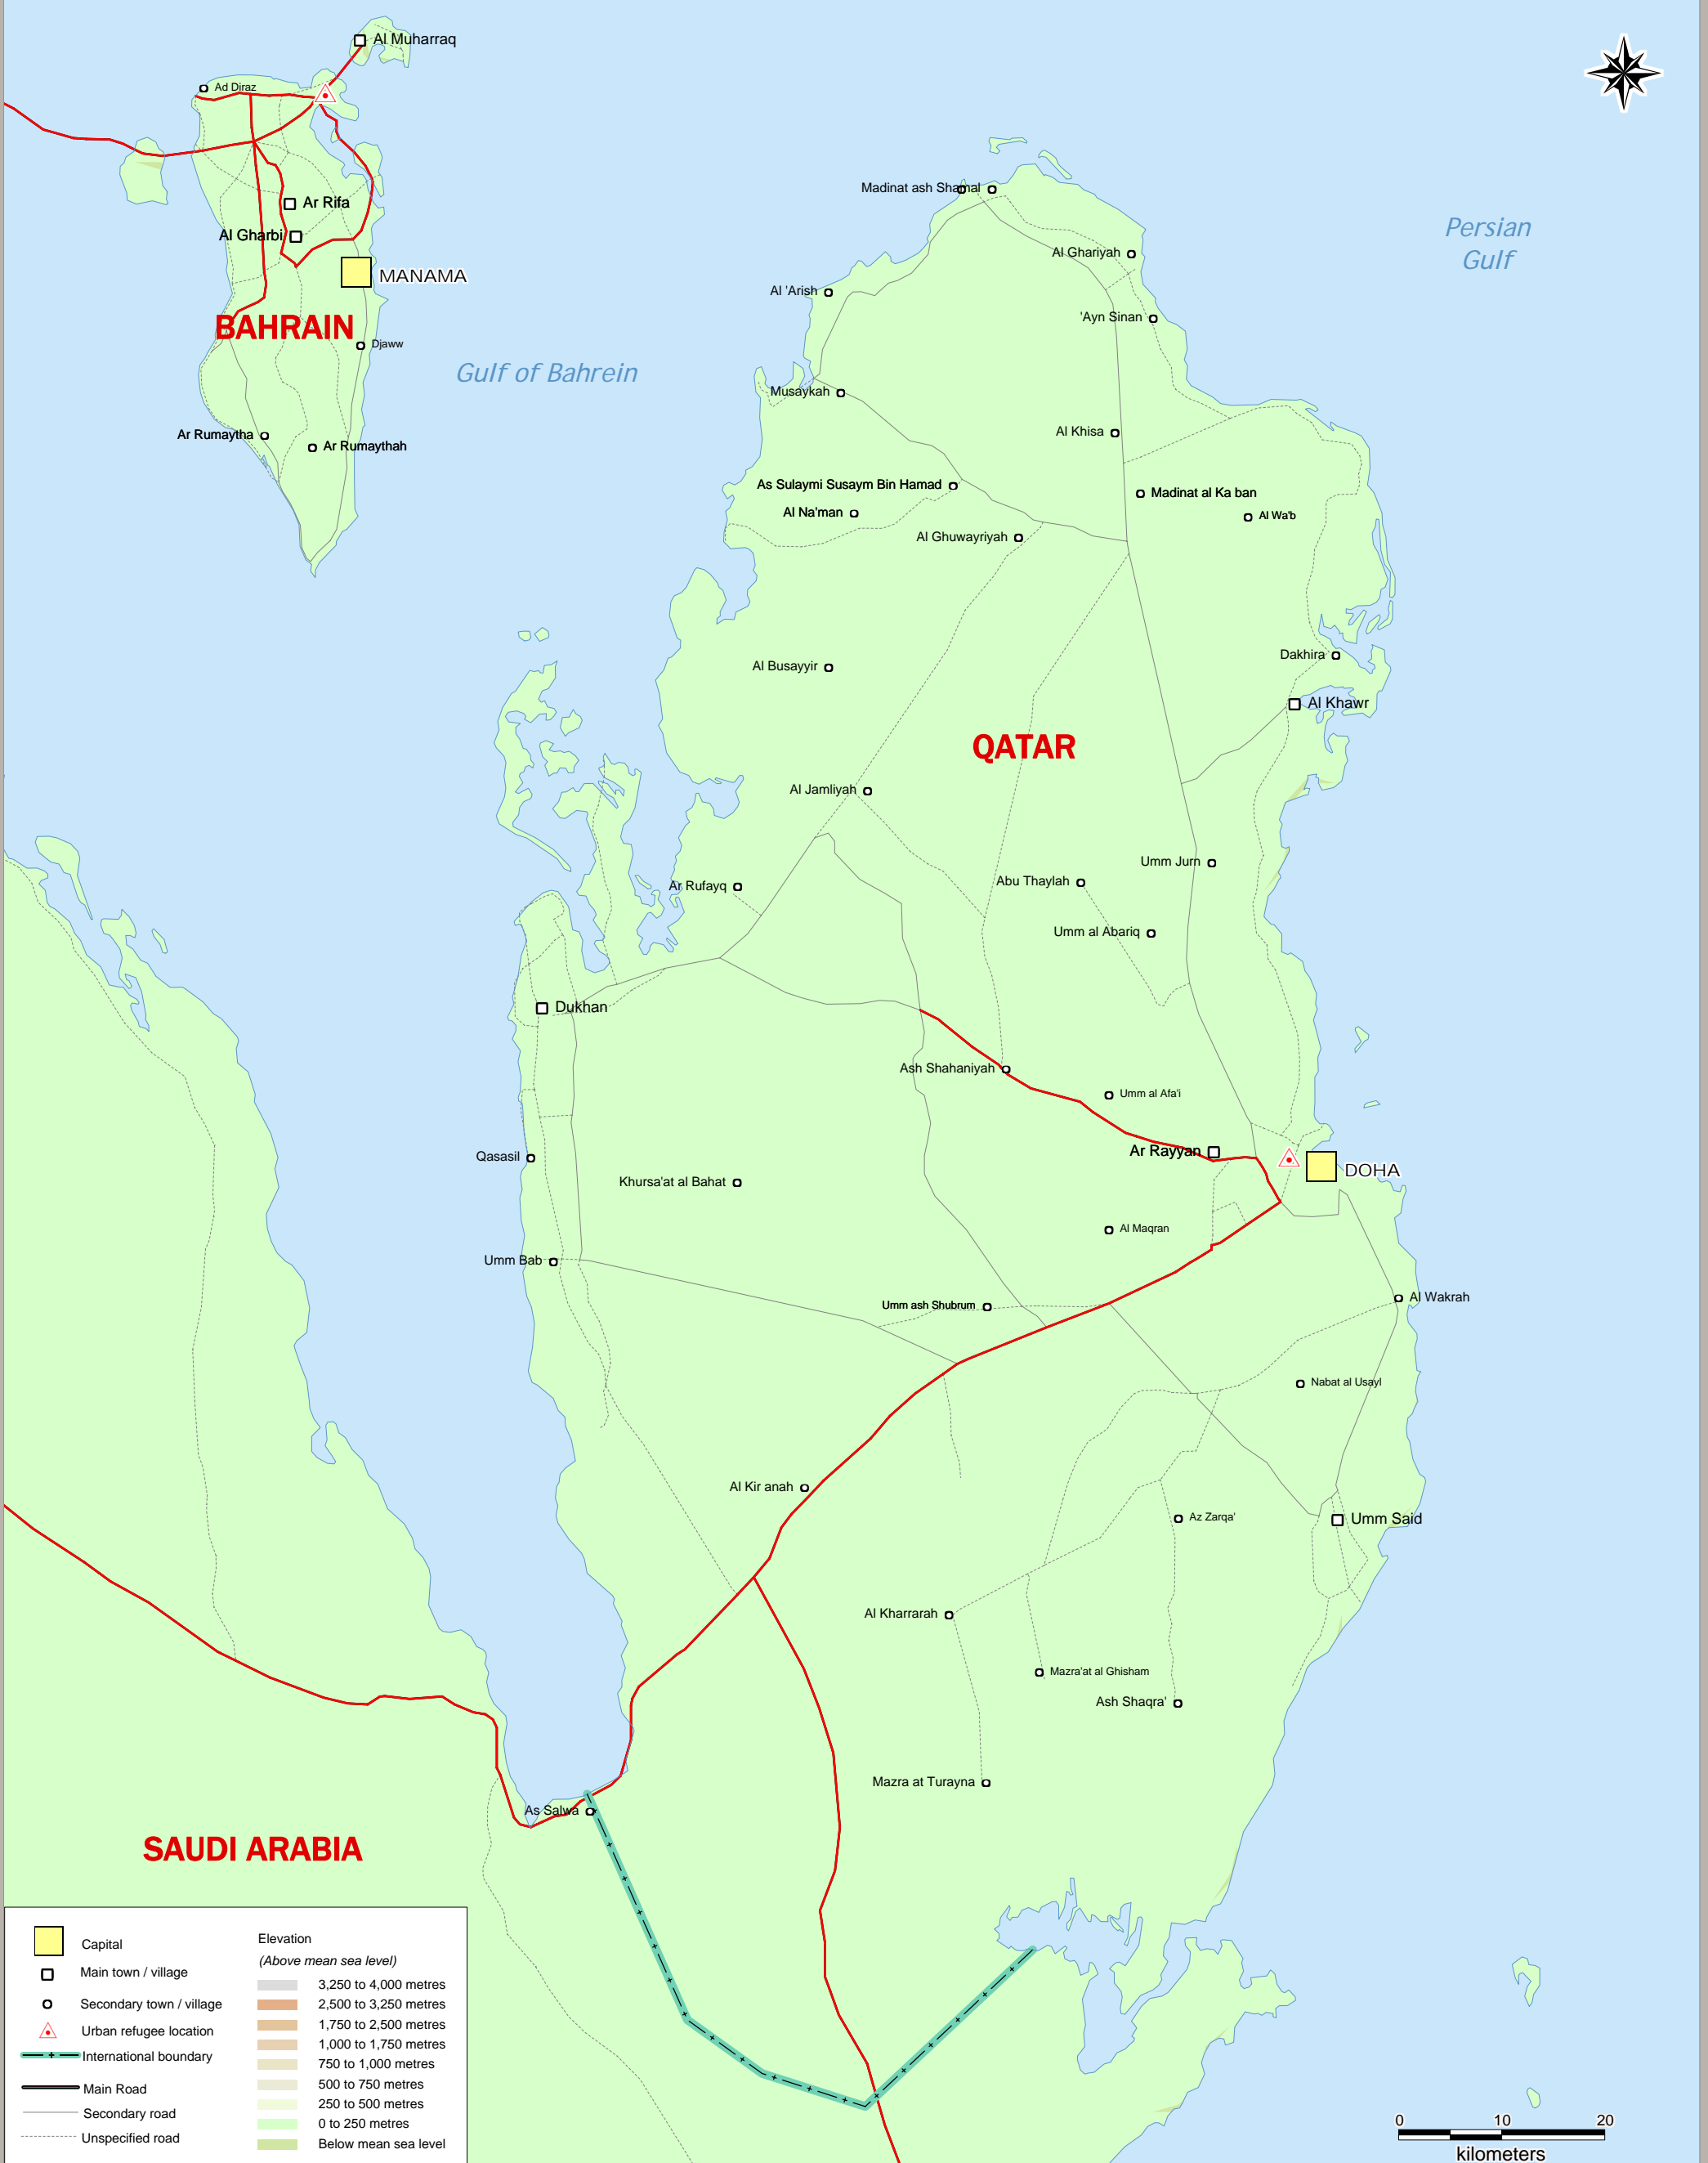 Al Muharraq
Ad Diraz
Madinat ash Shamal
Ar Rifa
Persian
Gulf
Al Gharbi
Al Ghariyah
MANAMA
Al 'Arish
'Ayn Sinan
BAHRAIN
Djaww
Gulf of Bahrein
Musaykah
Al Khisa
Ar Rumaytha
Ar Rumaythah
As Sulaymi Susaym Bin Hamad
Madinat al Ka ban
Al Na'man
Al Wa'b
Al Ghuwayriyah
Dakhira
Al Busayyir
Al Khawr
QATAR
Al Jamliyah
Umm Jurn
Abu Thaylah
Ar Rufayq
Umm al Abariq
Dukhan
Ash Shahaniyah
Umm al Afa'i
Ar Rayyan
Qasasil
DOHA
Khursa'at al Bahat
Al Maqran
Umm Bab
Al Wakrah
Umm ash Shubrum
Nabat al Usayl
Al Kir anah
Az Zarqa'
Umm Said
Al Kharrarah
Mazra'at al Ghisham
Ash Shaqra'
Mazra at Turayna
As Salwa
SAUDI ARABIA
Capital
Main town / village
Secondary town / village
Urban refugee location
International boundary
Main Road
Secondary road
Unspecified road
Elevation
(Above mean sea level)
3,250 to 4,000 metres
2,500 to 3,250 metres
1,750 to 2,500 metres
1,000 to 1,750 metres
750 to 1,000 metres
500 to 750 metres
250 to 500 metres
0 to 250 metres
Below mean sea level
0 10 20
kilometers